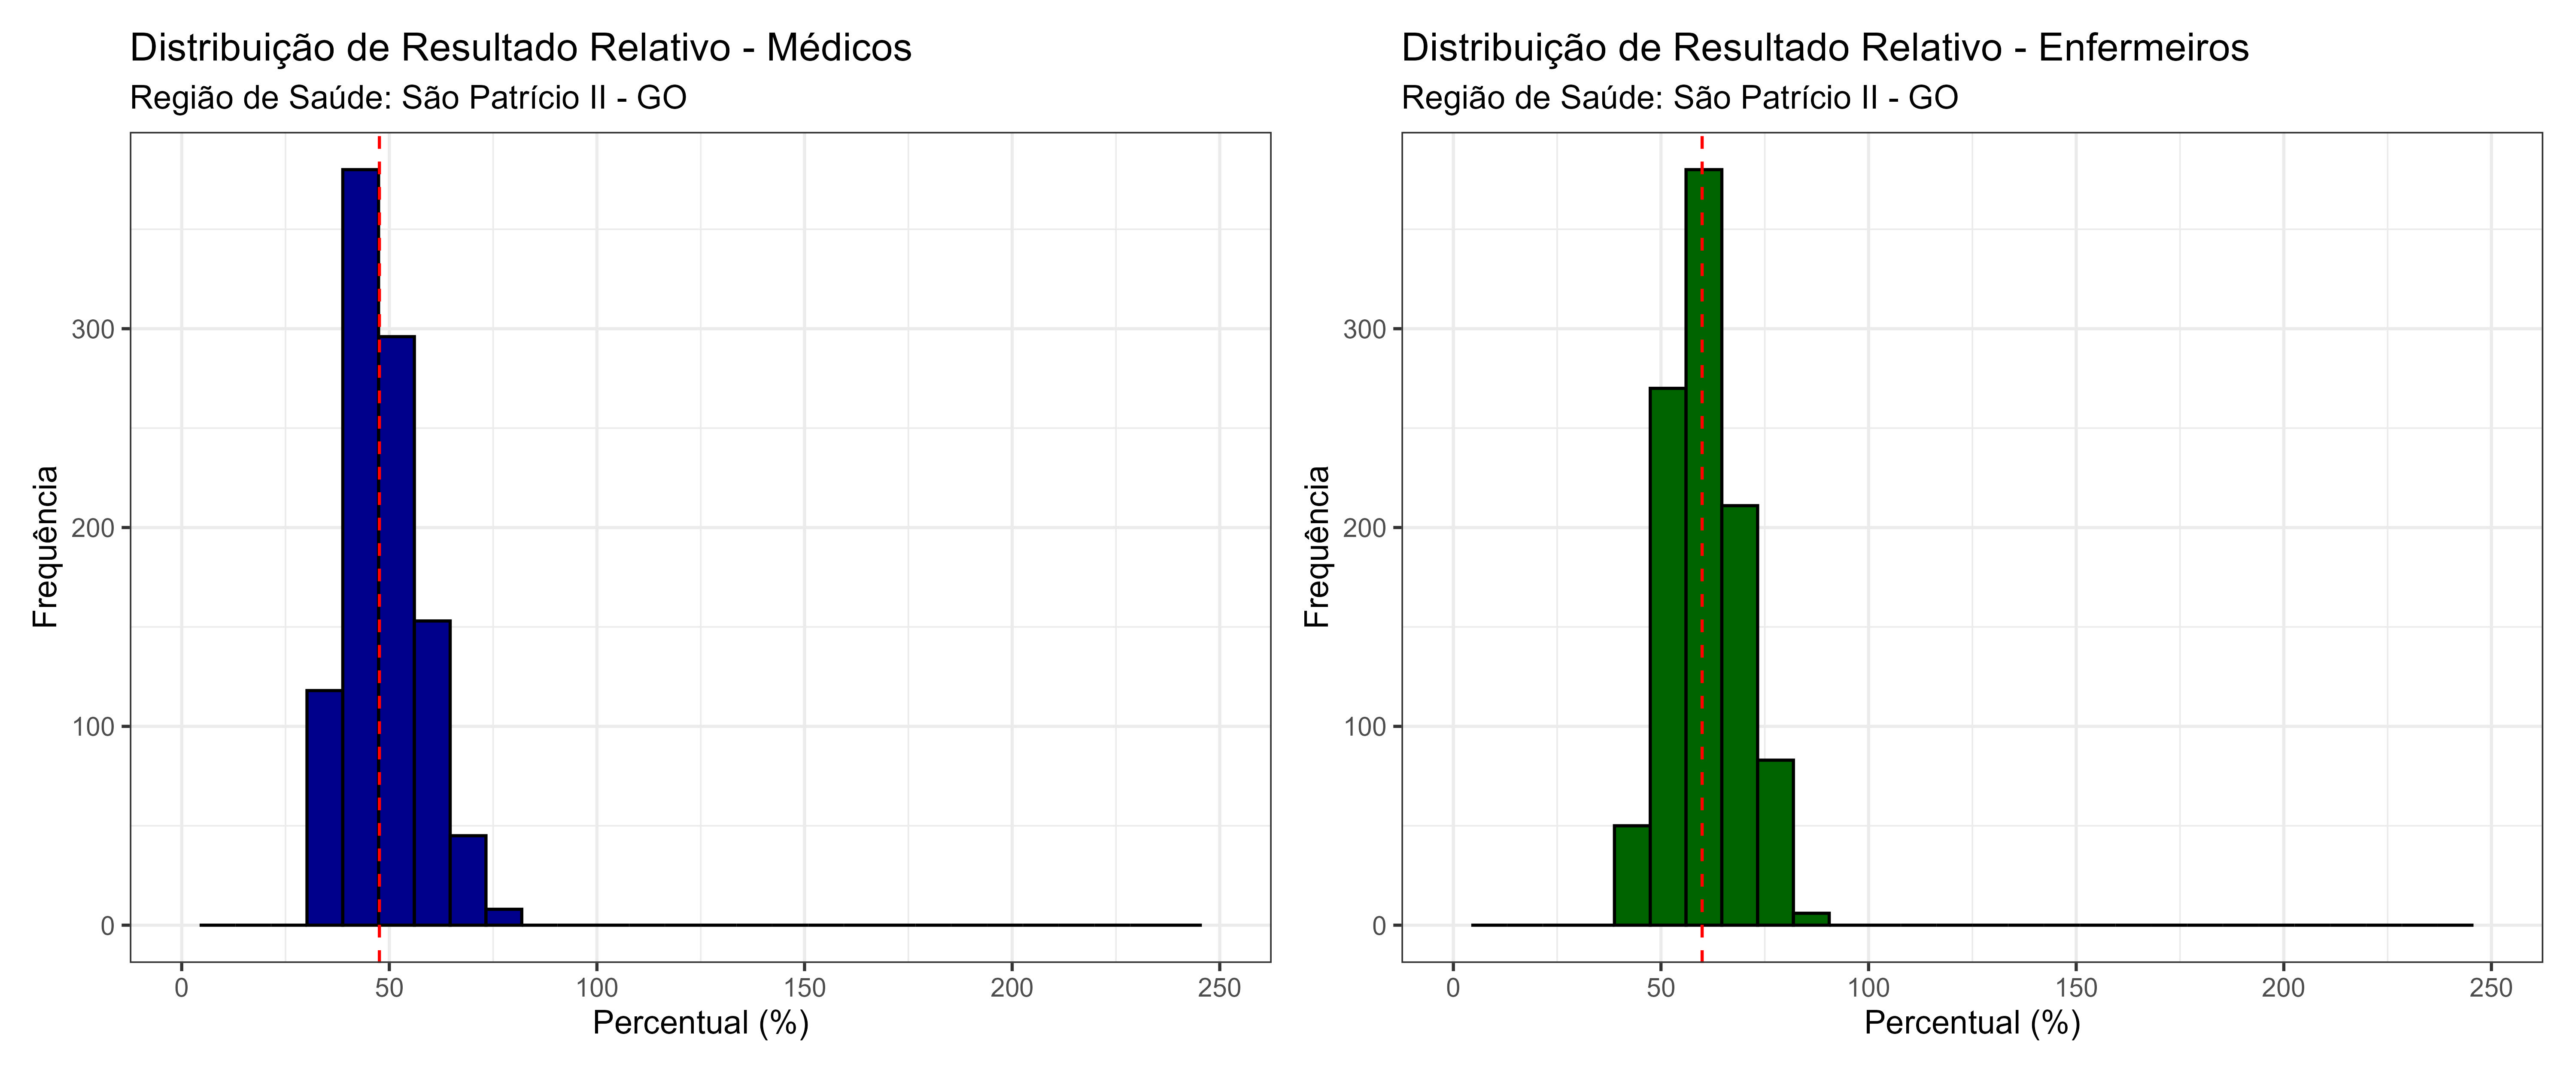 Distribuição de Resultado Relativo - Médicos
Região de Saúde: São Patrício II - GO
Frequência
300
200
100
0
0 50 100 150 200 250
Percentual (%)
Distribuição de Resultado Relativo - Enfermeiros
Região de Saúde: São Patrício II - GO
Frequência
300
200
100
0
0 50 100 150 200 250
Percentual (%)